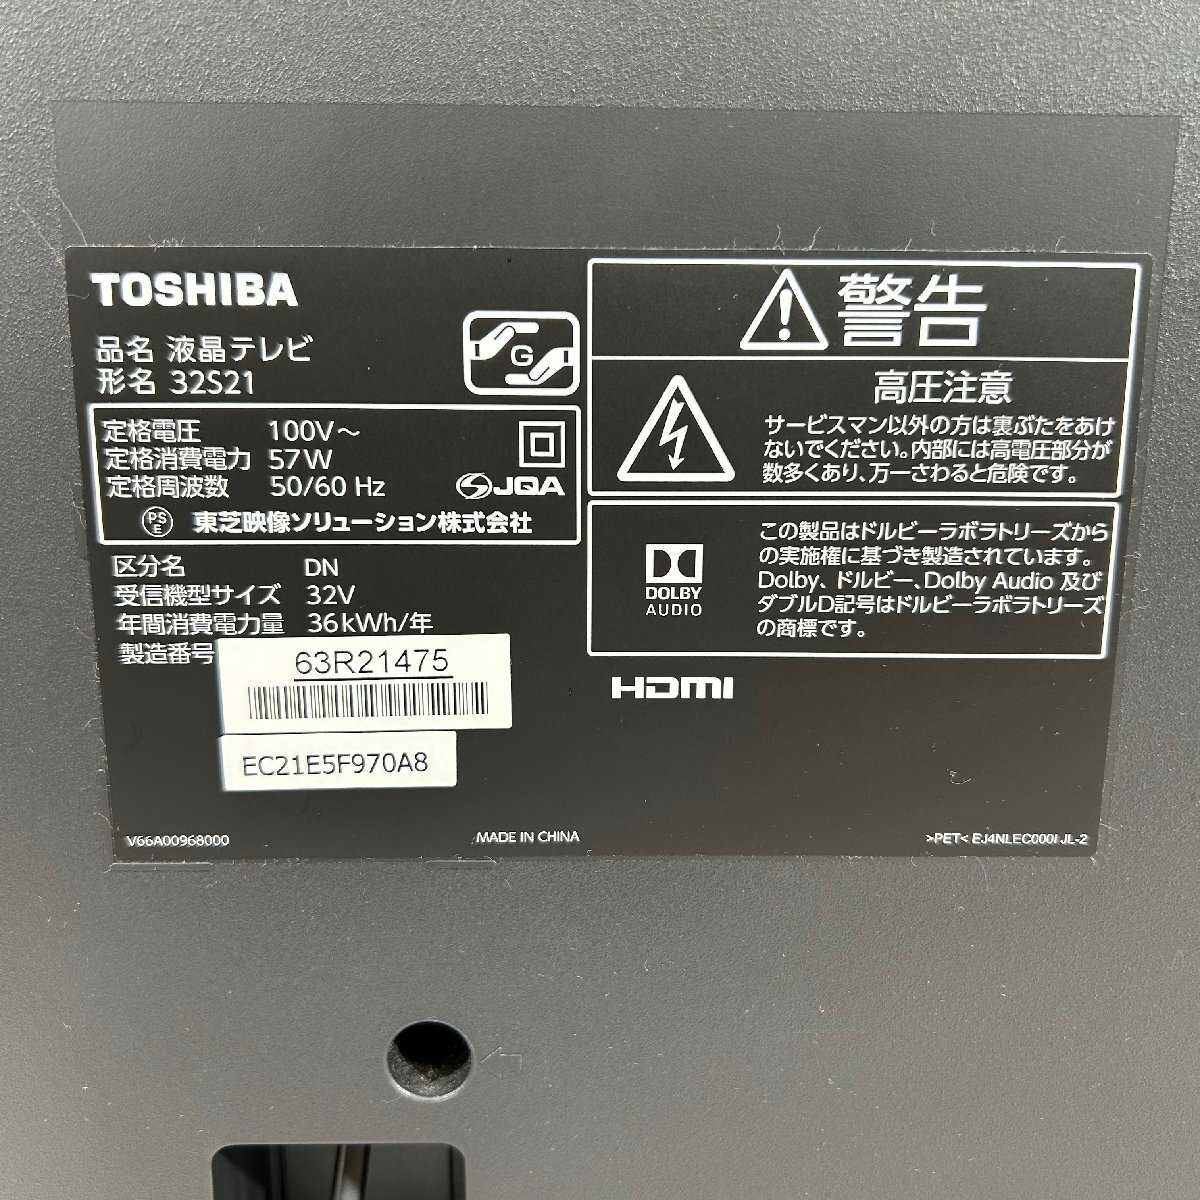 TOSHIBA
品名 液晶テレビ
形名 32S21
G
定格電圧 100V～
定格消費電力 57W
定格周波数 50/60 Hz
JQA
PS
E
東芝映像ソリューション株式会社
区分名 DN
受信機型サイズ 32V
年間消費電力量 36kWh/年
製造番号
63R21475
EC21E5F970A8
V66A00968000
MADE IN CHINA
警告
高圧注意
サービスマン以外の方は裏ぶたをあけ
ないでください。内部には高電圧部分が
数多くあり、万一さわると危険です。
DOLBY
AUDIO
この製品はドルビーラボラトリーズから
の実施権に基づき製造されています。
Dolby、ドルビー、Dolby Audio 及び
ダブルD記号はドルビーラボラトリーズ
の商標です。
HDMI
>PET< EJ4NLEC000IJL-2